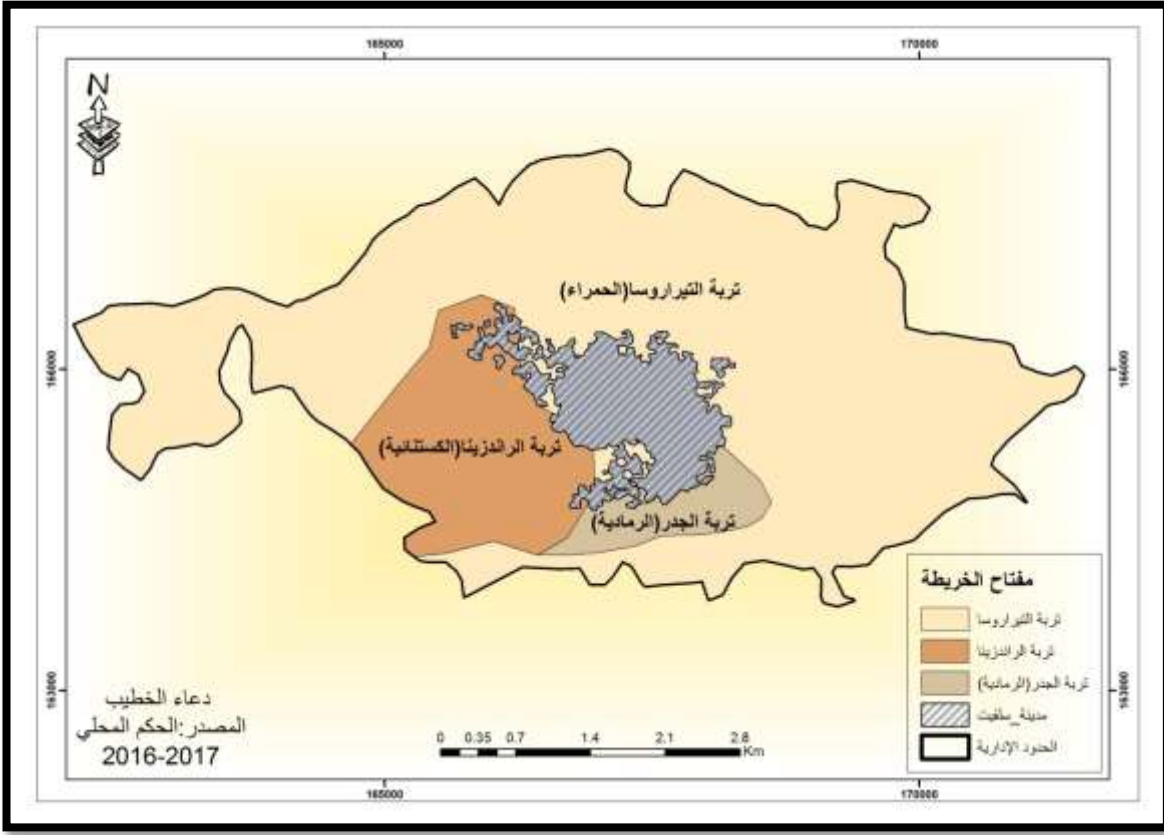 165000
170000
N
تربة التيراروسا(الحمراء)
166000
166000
تربة الراندزينا(الكستنائية)
تربة الجدر(الرمادية)
مفتاح الخريطة
تربة التيراروسا
تربة الراندزينا
تربة الجدر(الرمادية)
مدينة_سلفيت
الحدود الإدارية
163000
163000
دعاء الخطيب
المصدر:الحكم المحلي
2016-2017
0 0.35 0.7 1.4 2.1 2.8
Km
165000
170000